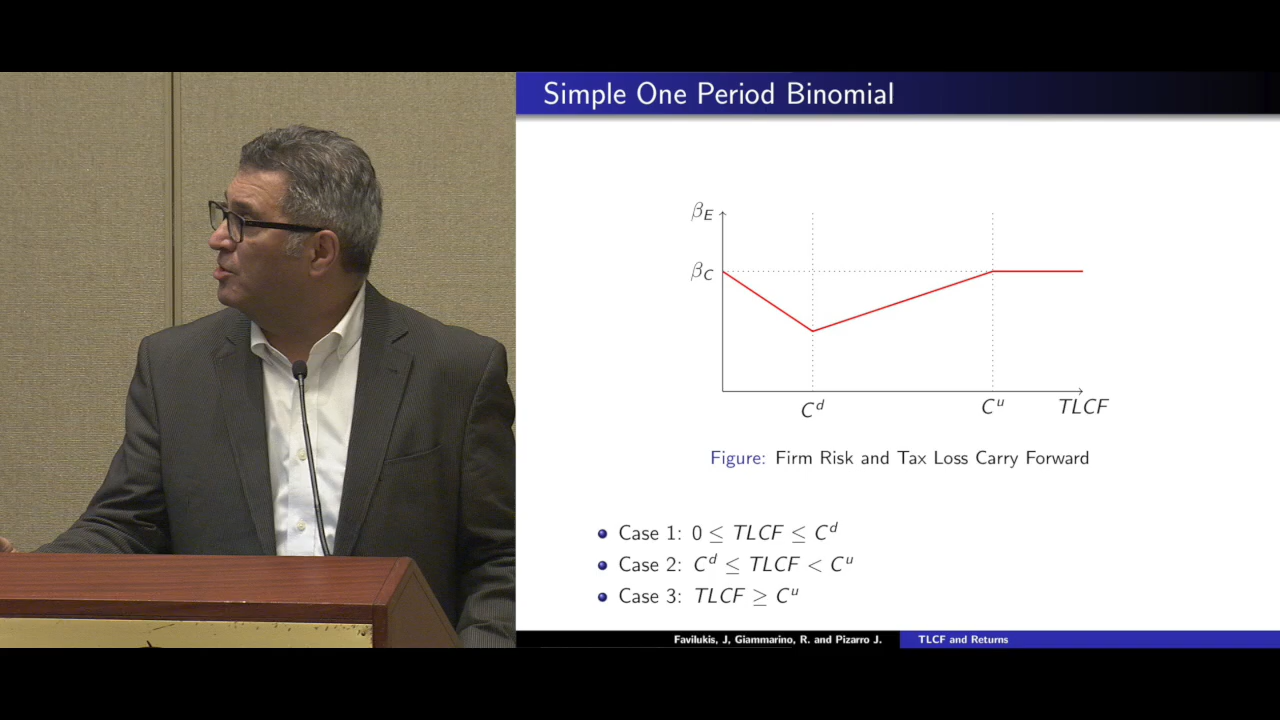 Simple One Period Binomial
β_E
β_C
C^d
C^u
TLCF
Figure: Firm Risk and Tax Loss Carry Forward
Case 1: 0 ≤ TLCF ≤ C^d
Case 2: C^d ≤ TLCF < C^u
Case 3: TLCF ≥ C^u
Favilukis, J, Giammarino, R. and Pizarro J.
TLCF and Returns